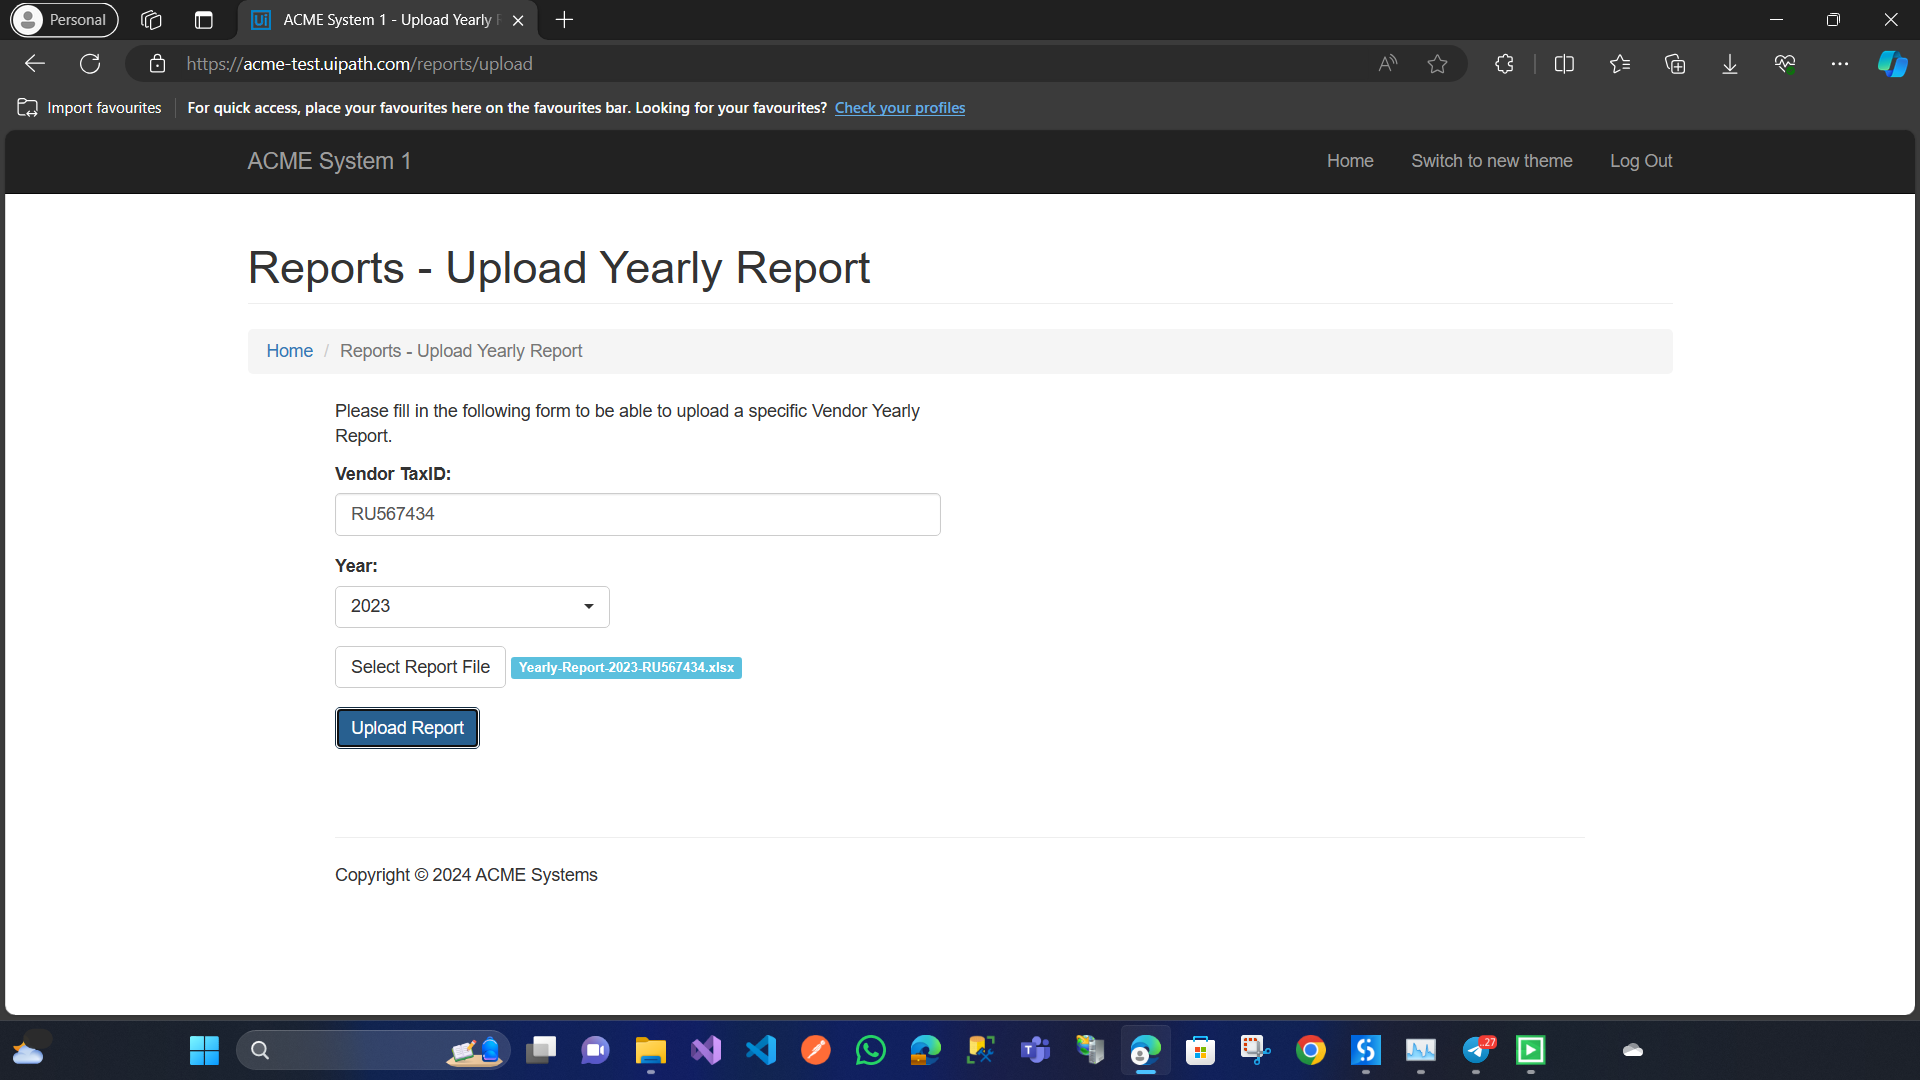 Personal
ACME System 1 - Upload Yearly
https://acme-test.uipath.com/reports/upload
Import favourites
For quick access, place your favourites here on the favourites bar. Looking for your favourites? Check your profiles
ACME System 1
Home
Switch to new theme
Log Out
Reports - Upload Yearly Report
Home / Reports - Upload Yearly Report
Please fill in the following form to be able to upload a specific Vendor Yearly
Report.
Vendor TaxID:
RU567434
Year:
2023
Select Report File
Yearly-Report-2023-RU567434.xlsx
Upload Report
Copyright © 2024 ACME Systems